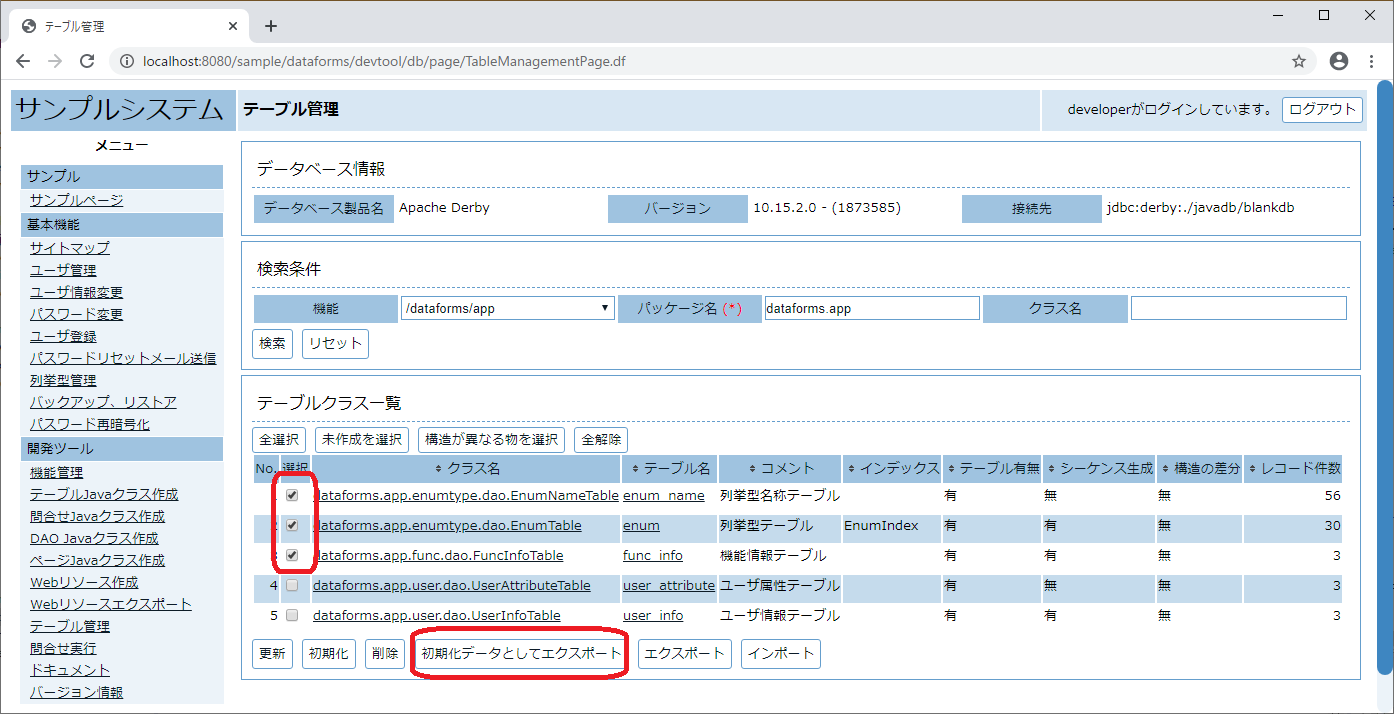 テーブル管理
localhost:8080/sample/dataforms/devtool/db/page/TableManagementPage.df
サンプルシステム
テーブル管理
developerがログインしています。 ログアウト
メニュー
サンプル
サンプルページ
基本機能
サイトマップ
ユーザ管理
ユーザ情報変更
パスワード変更
ユーザ登録
パスワードリセットメール送信
列挙型管理
バックアップ、リストア
パスワード再暗号化
開発ツール
機能管理
テーブルJavaクラス作成
問合せJavaクラス作成
DAO Javaクラス作成
ページJavaクラス作成
Webリソース作成
Webリソースエクスポート
テーブル管理
問合せ実行
ドキュメント
バージョン情報
データベース情報
データベース製品名 Apache Derby バージョン 10.15.2.0 - (1873585) 接続先 jdbc:derby:./javadb/blankdb
検索条件
機能 /dataforms/app パッケージ名 (*) dataforms.app クラス名
検索 リセット
テーブルクラス一覧
全選択 未作成を選択 構造が異なる物を選択 全解除
No. 選択 クラス名 テーブル名 コメント インデックス テーブル有無 シーケンス生成 構造の差分 レコード件数
dataforms.app.enumtype.dao.EnumNameTable enum_name 列挙型名称テーブル 有 無 無 56
2 dataforms.app.enumtype.dao.EnumTable enum 列挙型テーブル EnumIndex 有 有 無 30
3 dataforms.app.func.dao.FuncInfoTable func_info 機能情報テーブル 有 有 無 3
4 dataforms.app.user.dao.UserAttributeTable user_attribute ユーザ属性テーブル 有 無 無 3
5 dataforms.app.user.dao.UserInfoTable user_info ユーザ情報テーブル 有 有 無 3
更新 初期化 削除 初期化データとしてエクスポート エクスポート インポート